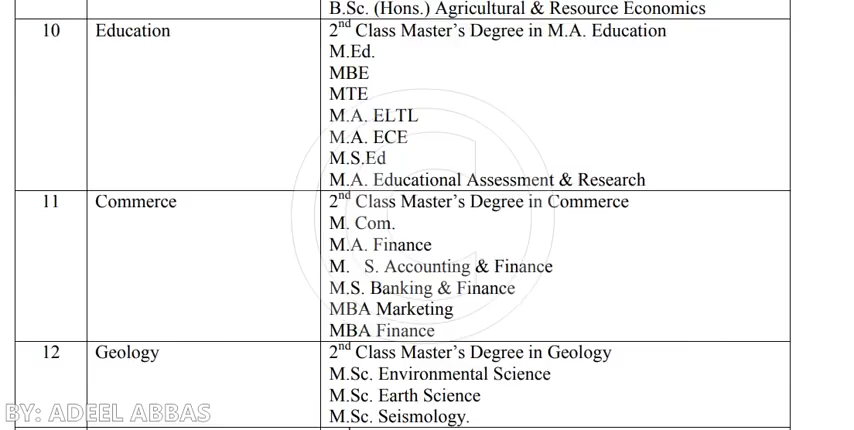 B.Sc. (Hons.) Agricultural & Resource Economics
10 Education 2nd Class Master's Degree in M.A. Education
M.Ed.
MBE
MTE
M.A. ELTL
M.A. ECE
M.S.Ed
M.A. Educational Assessment & Research
11 Commerce 2nd Class Master's Degree in Commerce
M. Com.
M.A. Finance
M. S. Accounting & Finance
M.S. Banking & Finance
MBA Marketing
MBA Finance
12 Geology 2nd Class Master's Degree in Geology
M.Sc. Environmental Science
M.Sc. Earth Science
M.Sc. Seismology.
BY: ADEEL ABBAS